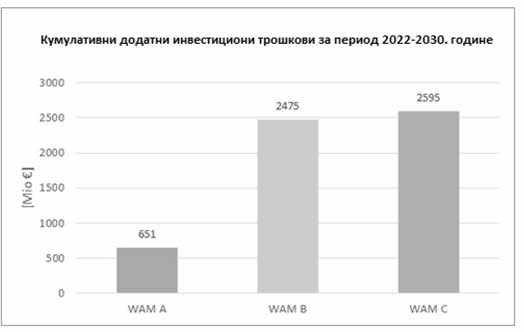 Кумулативни додатни инвестициони трошкови за период 2022-2030. године
3000
2500
2000
1500
1000
500
0
[Mio €]
651
2475
2595
WAM A
WAM B
WAM C